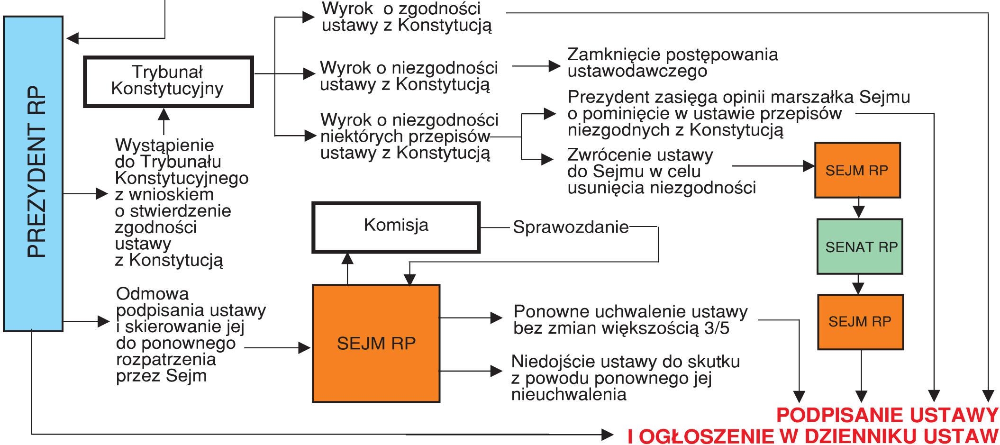 PREZYDENT RP
Trybunał
Konstytucyjny
Wystąpienie
do Trybunału
Konstytucyjnego
z wnioskiem
o stwierdzenie
zgodności
ustawy
z Konstytucją
Odmowa
podpisania ustawy
i skierowanie jej
do ponownego
rozpatrzenia
przez Sejm
Wyrok o zgodności
ustawy z Konstytucją
Wyrok o niezgodności
ustawy z Konstytucją
Wyrok o niezgodności
niektórych przepisów
ustawy z Konstytucją
Zamknięcie postępowania
ustawodawczego
Prezydent zasięga opinii marszałka Sejmu
o pominięcie w ustawie przepisów
niezgodnych z Konstytucją
Zwrócenie ustawy
do Sejmu w celu
usunięcia niezgodności
SEJM RP
SENAT RP
SEJM RP
Komisja
Sprawozdanie
SEJM RP
Ponowne uchwalenie ustawy
bez zmian większością 3/5
Niedojście ustawy do skutku
z powodu ponownego jej
nieuchwalenia
PODPISANIE USTAWY
I OGŁOSZENIE W DZIENNIKU USTAW